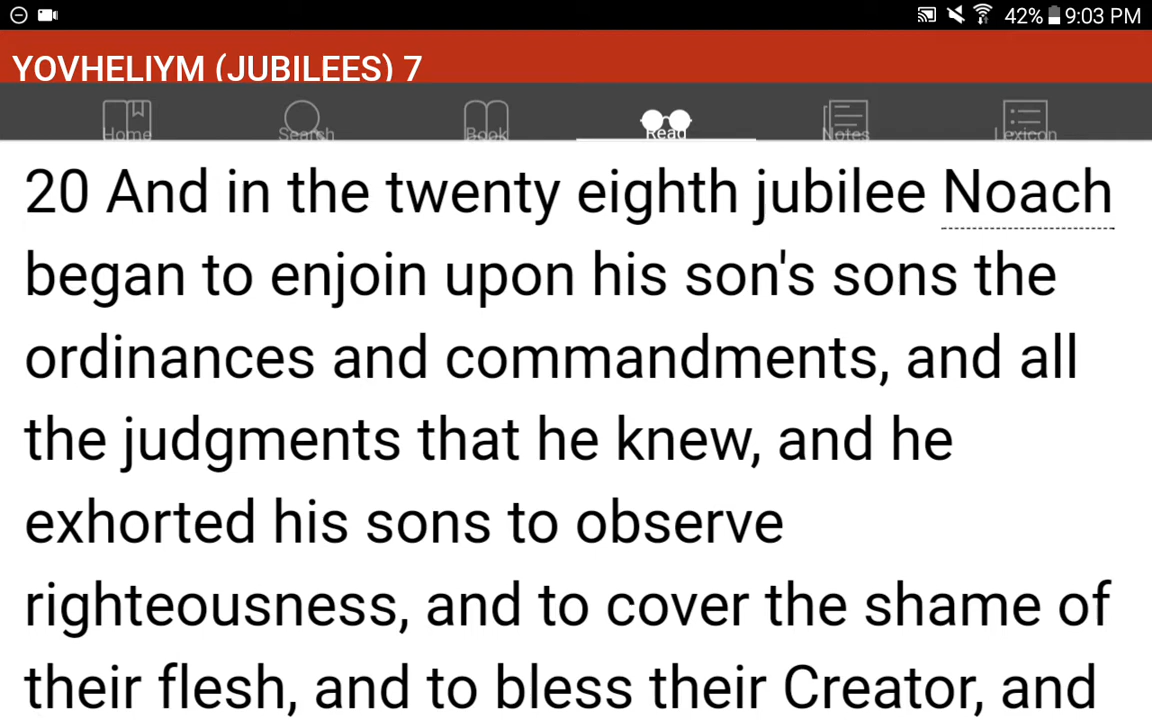 42% 9:03 PM
YOVHELIYM (JUBILEES) 7
Home Search Book Read Notes Lexicon
20 And in the twenty eighth jubilee Noach
began to enjoin upon his son's sons the
ordinances and commandments, and all
the judgments that he knew, and he
exhorted his sons to observe
righteousness, and to cover the shame of
their flesh, and to bless their Creator, and